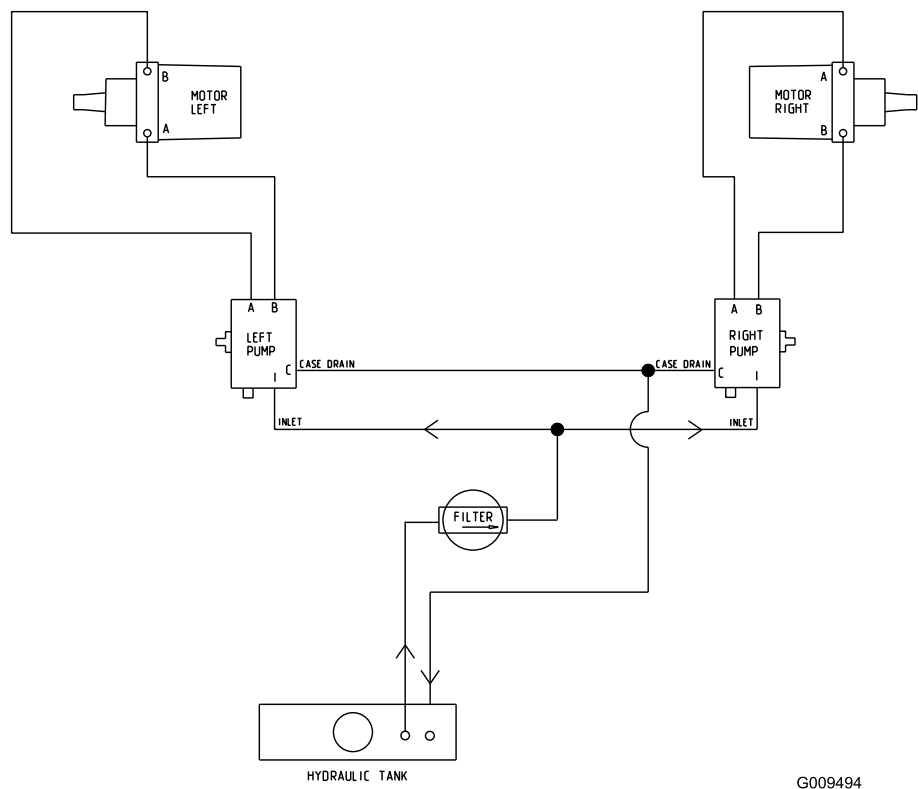 B
MOTOR
LEFT
A
A
MOTOR
RIGHT
B
A B
LEFT
PUMP
C
I
CASE DRAIN
INLET
A B
RIGHT
PUMP
C
I
CASE DRAIN
INLET
FILTER
HYDRAULIC TANK
G009494